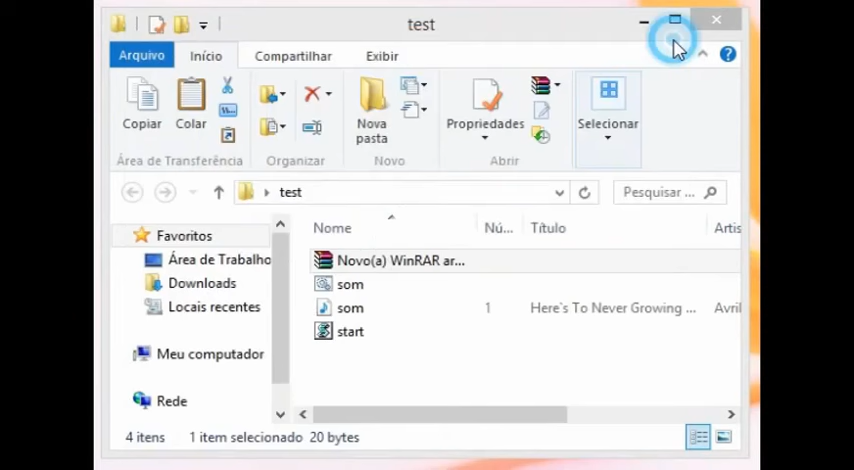 test
Arquivo Início Compartilhar Exibir
Copiar Colar Nova pasta Propriedades Selecionar
Área de Transferência Organizar Novo Abrir
test Pesquisar ...
Favoritos
Área de Trabalho
Downloads
Locais recentes
Meu computador
Rede
Nome Nú... Título Artis
Novo(a) WinRAR ar...
som
som 1 Here`s To Never Growing ... Avril
start
4 itens 1 item selecionado 20 bytes